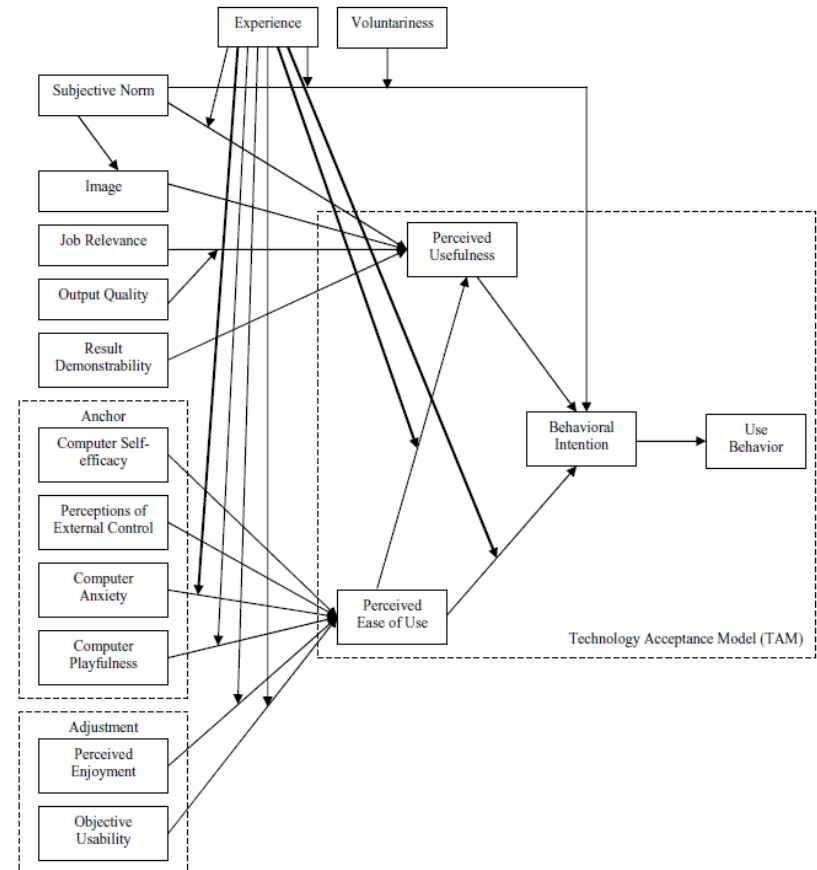 Experience
Voluntariness
Subjective Norm
Image
Job Relevance
Output Quality
Result
Demonstrability
Perceived
Usefulness
Anchor
Computer Self-
efficacy
Perceptions of
External Control
Computer
Anxiety
Computer
Playfulness
Behavioral
Intention
Use
Behavior
Perceived
Ease of Use
Technology Acceptance Model (TAM)
Adjustment
Perceived
Enjoyment
Objective
Usability